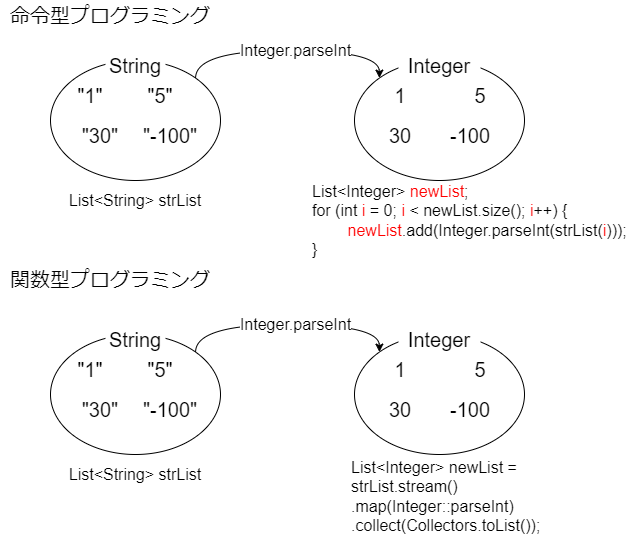 命令型プログラミング
String
Integer.parseInt
Integer
"1" "5"
"30" "-100"
1 5
30 -100
List<String> strList
List<Integer> newList;
for (int i = 0; i < newList.size(); i++) {
newList.add(Integer.parseInt(strList(i)));
}
関数型プログラミング
String
Integer.parseInt
Integer
"1" "5"
"30" "-100"
1 5
30 -100
List<String> strList
List<Integer> newList =
strList.stream()
.map(Integer::parseInt)
.collect(Collectors.toList());